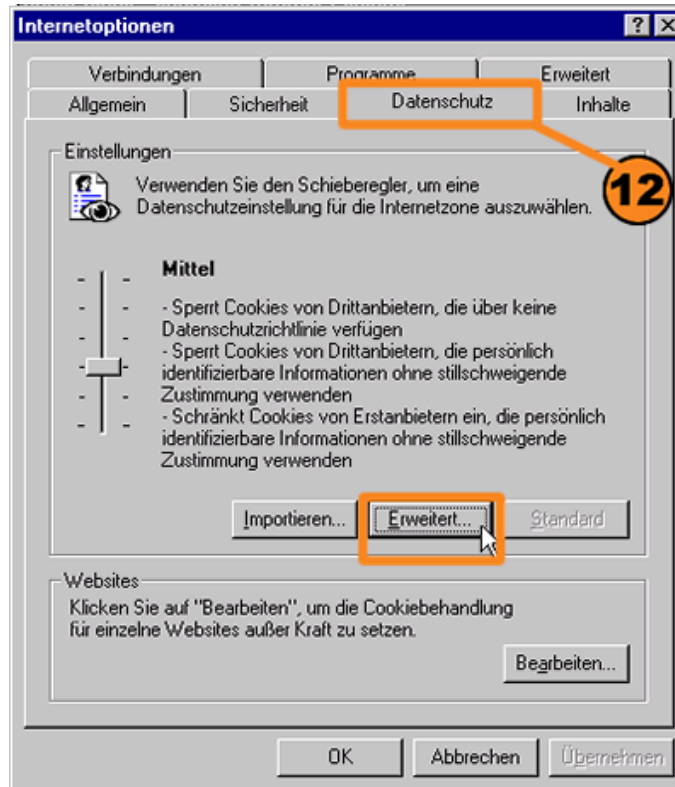 Internetoptionen
Verbindungen Programme Erweitert
Allgemein Sicherheit Datenschutz Inhalte
12
Einstellungen
Verwenden Sie den Schieberegler, um eine
Datenschutzeinstellung für die Internetzone auszuwählen.
Mittel
- Sperrt Cookies von Drittanbietern, die über keine
Datenschutzrichtlinie verfügen
- Sperrt Cookies von Drittanbietern, die persönlich
identifizierbare Informationen ohne stillschweigende
Zustimmung verwenden
- Schränkt Cookies von Erstanbietern ein, die persönlich
identifizierbare Informationen ohne stillschweigende
Zustimmung verwenden
Importieren... Erweitert... Standard
Websites
Klicken Sie auf "Bearbeiten", um die Cookiebehandlung
für einzelne Websites außer Kraft zu setzen.
Bearbeiten...
OK Abbrechen Übernehmen